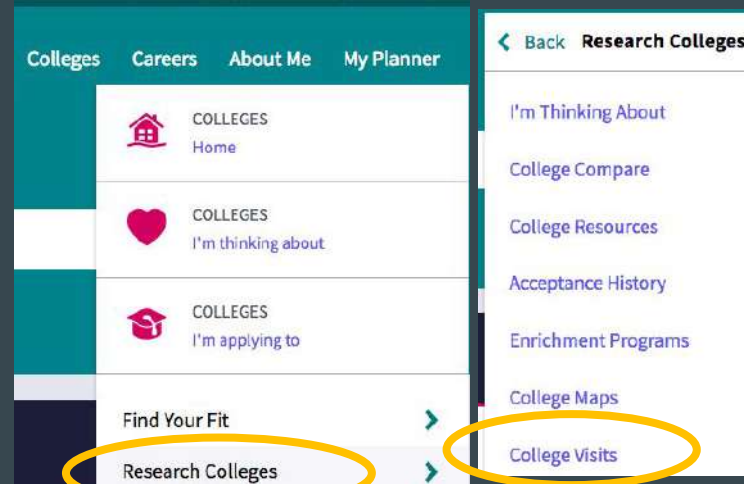 Colleges Careers About Me My Planner
COLLEGES
Home
COLLEGES
I'm thinking about
COLLEGES
I'm applying to
Find Your Fit
Research Colleges
Back Research Colleges
I'm Thinking About
College Compare
College Resources
Acceptance History
Enrichment Programs
College Maps
College Visits